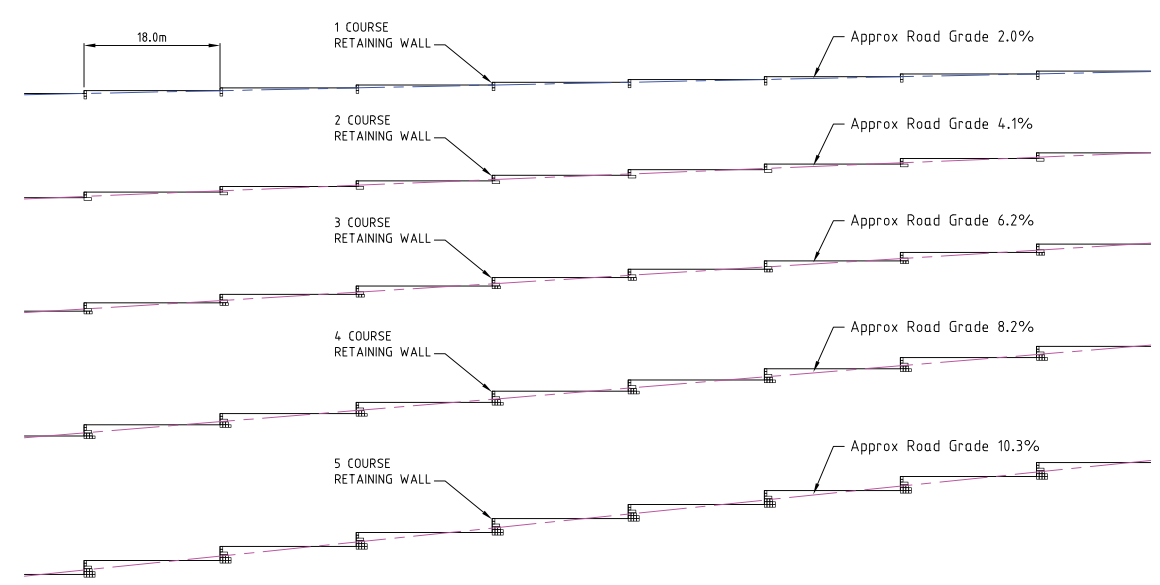 18.0m
1 COURSE
RETAINING WALL
Approx Road Grade 2.0%
2 COURSE
RETAINING WALL
Approx Road Grade 4.1%
3 COURSE
RETAINING WALL
Approx Road Grade 6.2%
4 COURSE
RETAINING WALL
Approx Road Grade 8.2%
5 COURSE
RETAINING WALL
Approx Road Grade 10.3%